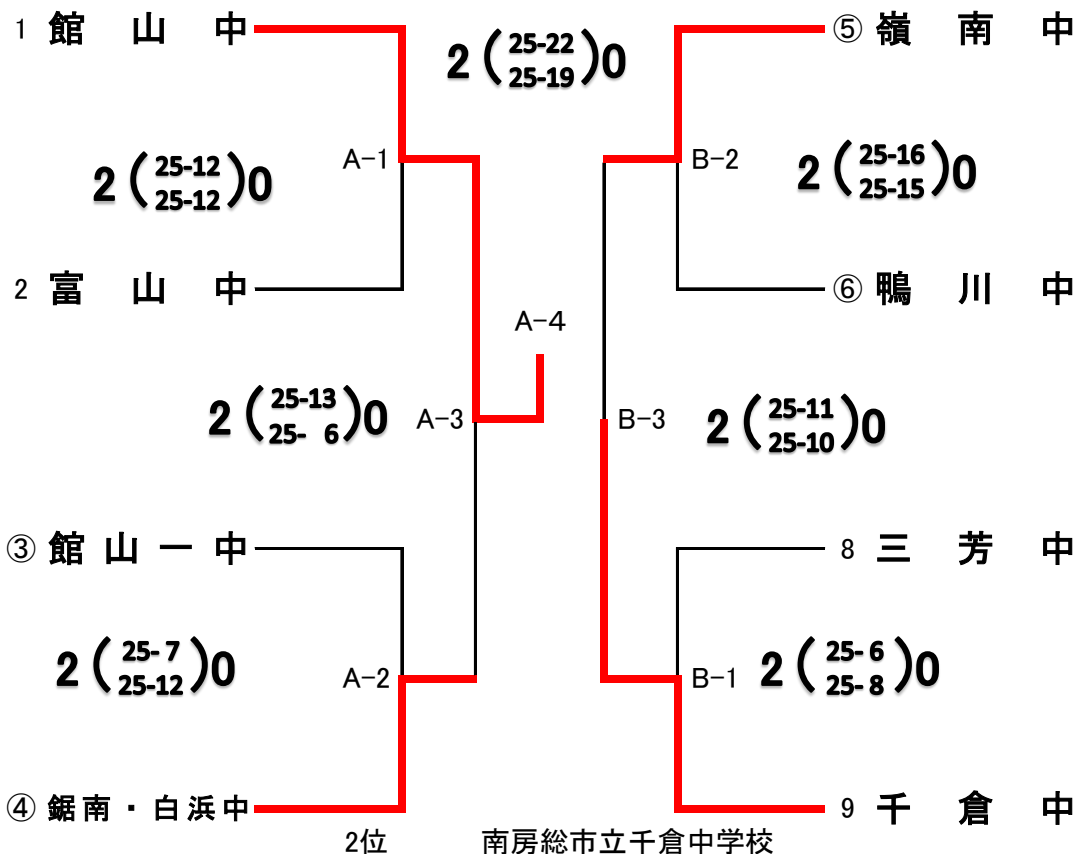 1 館山中
2 ( 25-22 25-19 ) 0
⑤ 嶺南中
A-1
B-2
2 ( 25-12 25-12 ) 0
2 ( 25-16 25-15 ) 0
2 富山中
⑥ 鴨川中
A-4
2 ( 25-13 25- 6 ) 0
A-3
B-3
2 ( 25-11 25-10 ) 0
③ 館山一中
8 三芳中
2 ( 25- 7 25-12 ) 0
A-2
B-1
2 ( 25- 6 25- 8 ) 0
④ 鋸南・白浜中
9 千倉中
2位 南房総市立千倉中学校